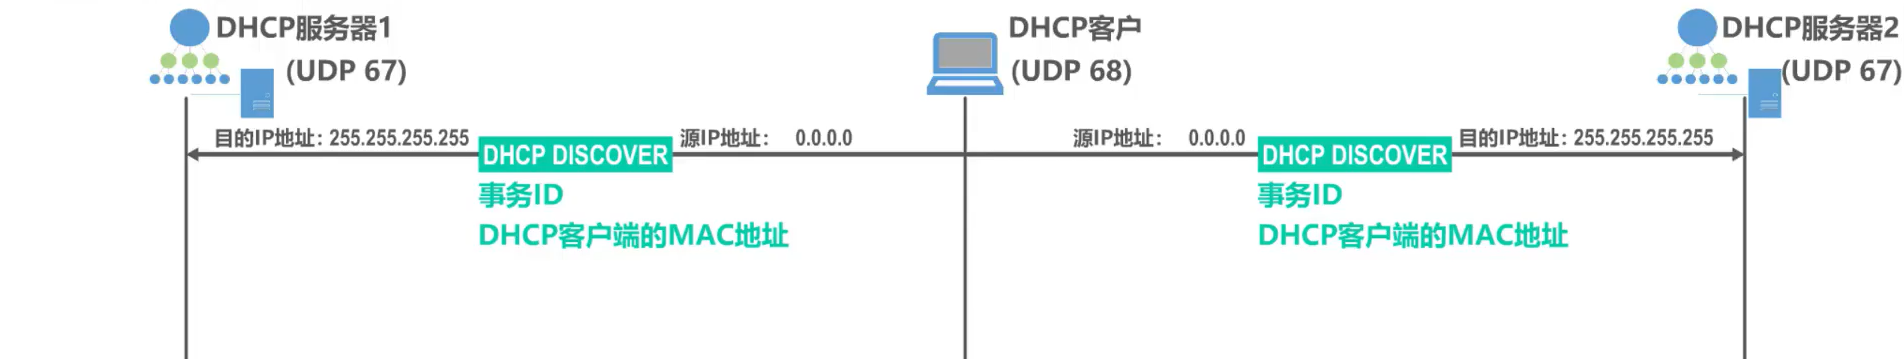 DHCP服务器1
(UDP 67)
DHCP客户
(UDP 68)
DHCP服务器2
(UDP 67)
目的IP地址：255.255.255.255
DHCP DISCOVER
源IP地址： 0.0.0.0
源IP地址： 0.0.0.0
DHCP DISCOVER
目的IP地址：255.255.255.255
事务ID
DHCP客户端的MAC地址
事务ID
DHCP客户端的MAC地址